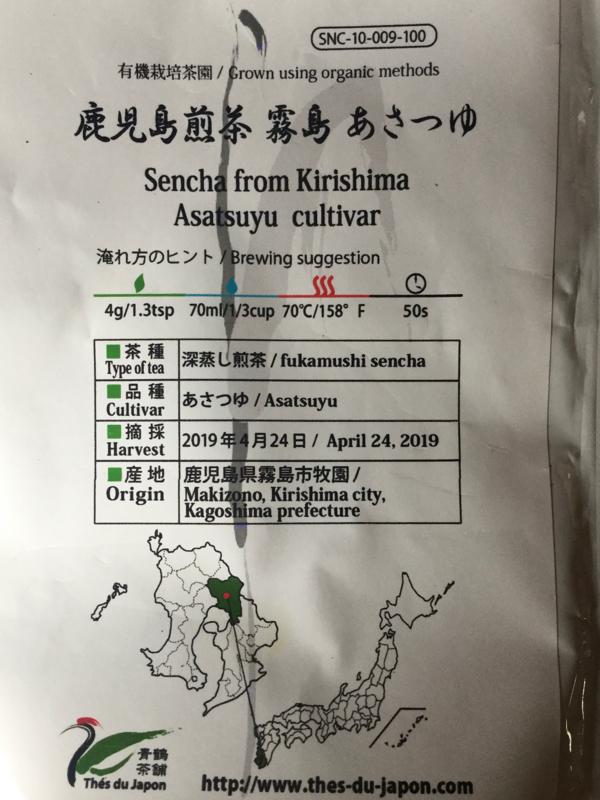 SNC-10-009-100
有機栽培茶園 / Grown using organic methods
鹿児島煎茶 霧島 あさつゆ
Sencha from Kirishima
Asatsuyu cultivar
淹れ方のヒント / Brewing suggestion
4g/1.3tsp 70ml/1/3cup 70℃/158° F 50s
茶種 深蒸し煎茶 / fukamushi sencha
Type of tea
品種 あさつゆ / Asatsuyu
Cultivar
摘採 2019年4月24日 / April 24, 2019
Harvest
産地 鹿児島県霧島市牧園 /
Origin Makizono, Kirishima city,
Kagoshima prefecture
青鶴
茶舗
Thés du Japon
http://www.thes-du-japon.com